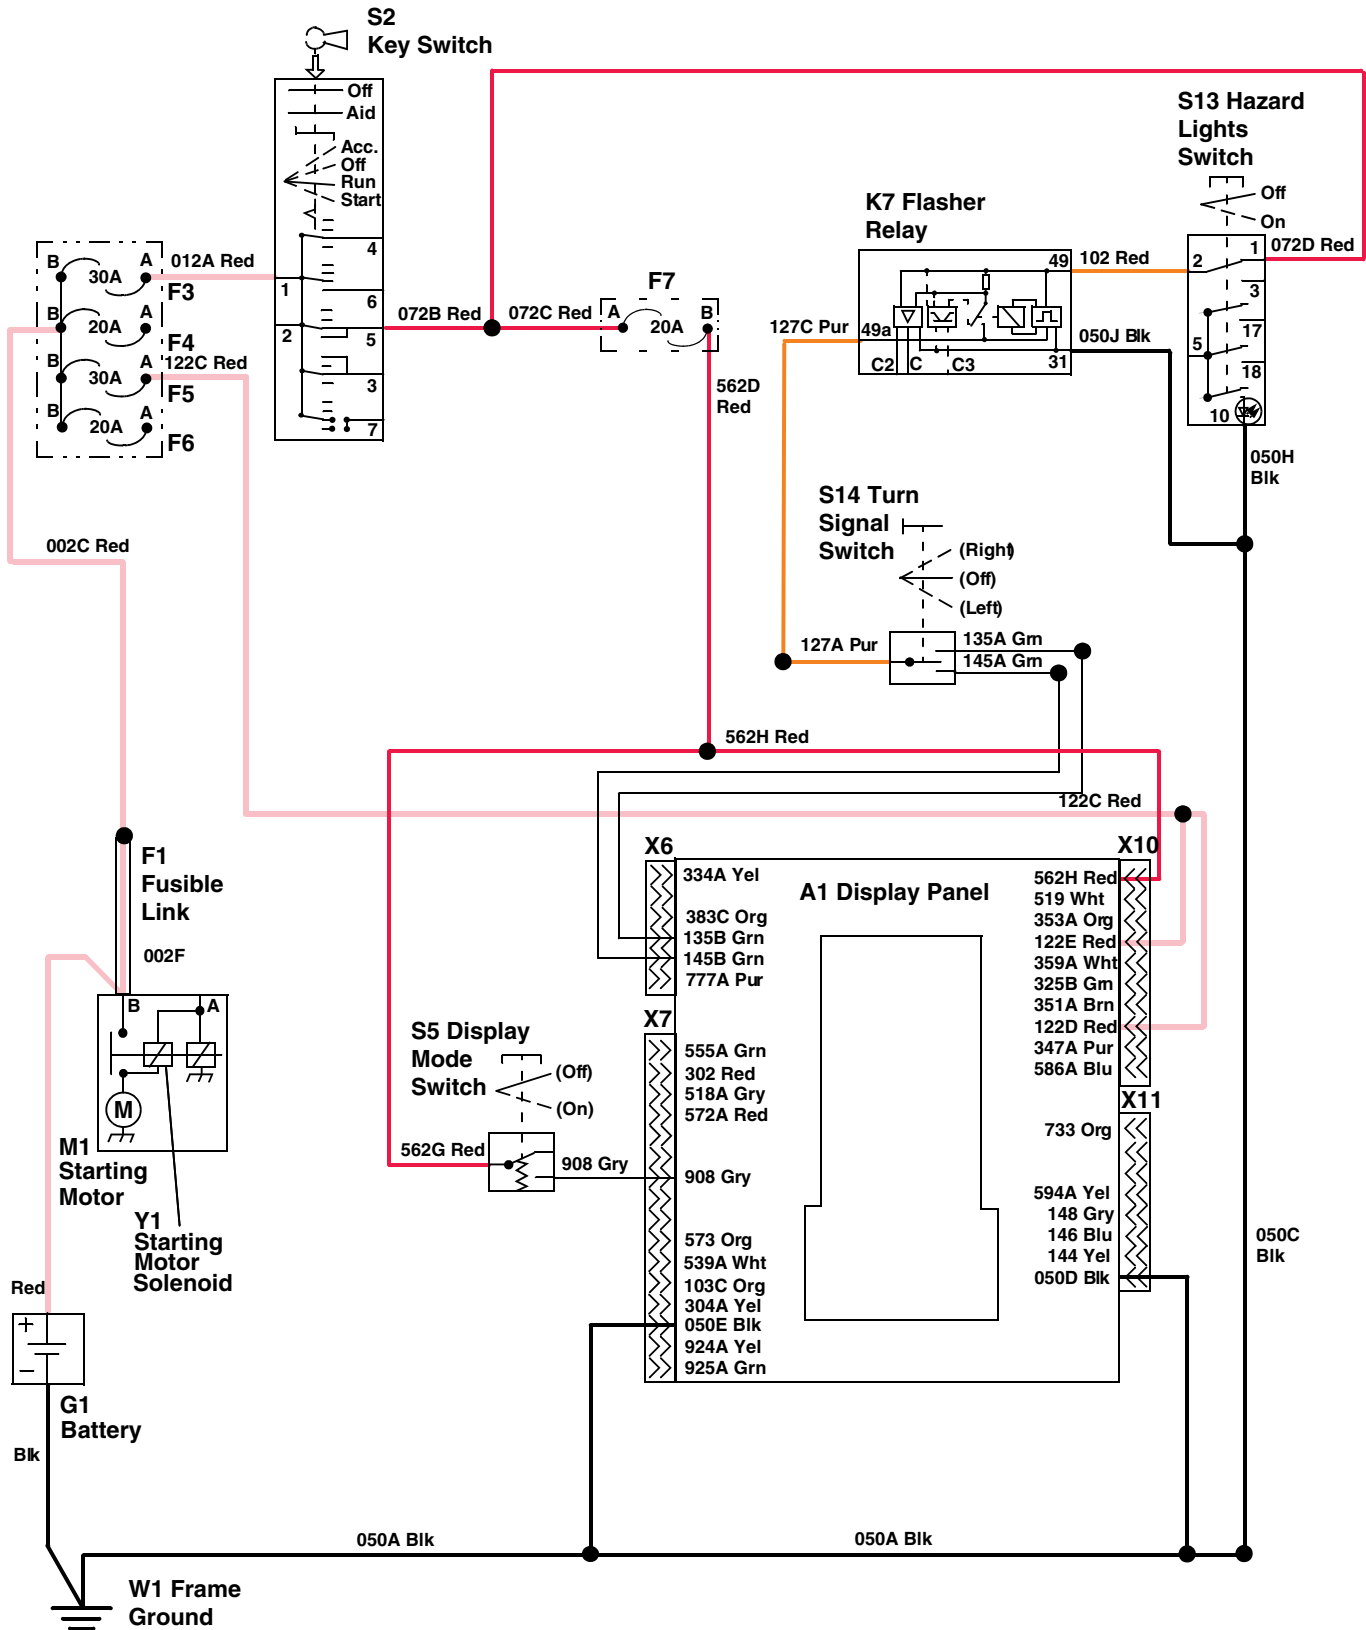 S2
Key Switch
Off
Aid
Acc.
Off
Run
Start
4
1
6
2
5
3
7
S13 Hazard
Lights
Switch
Off
On
2
1
072D Red
3
17
5
18
10
K7 Flasher
Relay
49
102 Red
49a
C2
C
C3
31
127C Pur
050J Blk
B
A
30A
F3
012A Red
B
A
20A
F4
122C Red
B
A
30A
F5
B
A
20A
F6
072B Red
072C Red
F7
A
B
20A
562D
Red
050H
Blk
S14 Turn
Signal
Switch
(Right)
(Off)
(Left)
127A Pur
135A Grn
145A Grn
002C Red
562H Red
122C Red
F1
Fusible
Link
002F
B
A
M
M1
Starting
Motor
Y1
Starting
Motor
Solenoid
Red
+
–
G1
Battery
Blk
X6
334A Yel
383C Org
135B Grn
145B Grn
777A Pur
A1 Display Panel
X10
562H Red
519 Wht
353A Org
122E Red
359A Wht
325B Grn
351A Brn
122D Red
347A Pur
586A Blu
X7
555A Grn
302 Red
518A Gry
572A Red
908 Gry
573 Org
539A Wht
103C Org
304A Yel
050E Blk
924A Yel
925A Grn
X11
733 Org
594A Yel
148 Gry
146 Blu
144 Yel
050D Blk
S5 Display
Mode
Switch
(Off)
(On)
562G Red
908 Gry
050C
Blk
050A Blk
050A Blk
W1 Frame
Ground